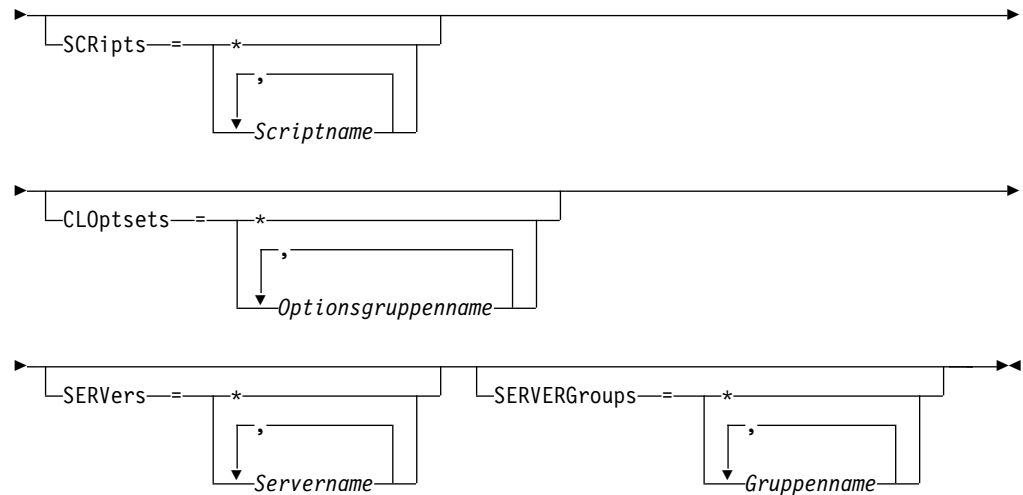 SCRipts = *
,
Scriptname
CLOptsets = *
,
Optionsgruppenname
SERVers = * SERVERGroups = *
, ,
Servername Gruppenname